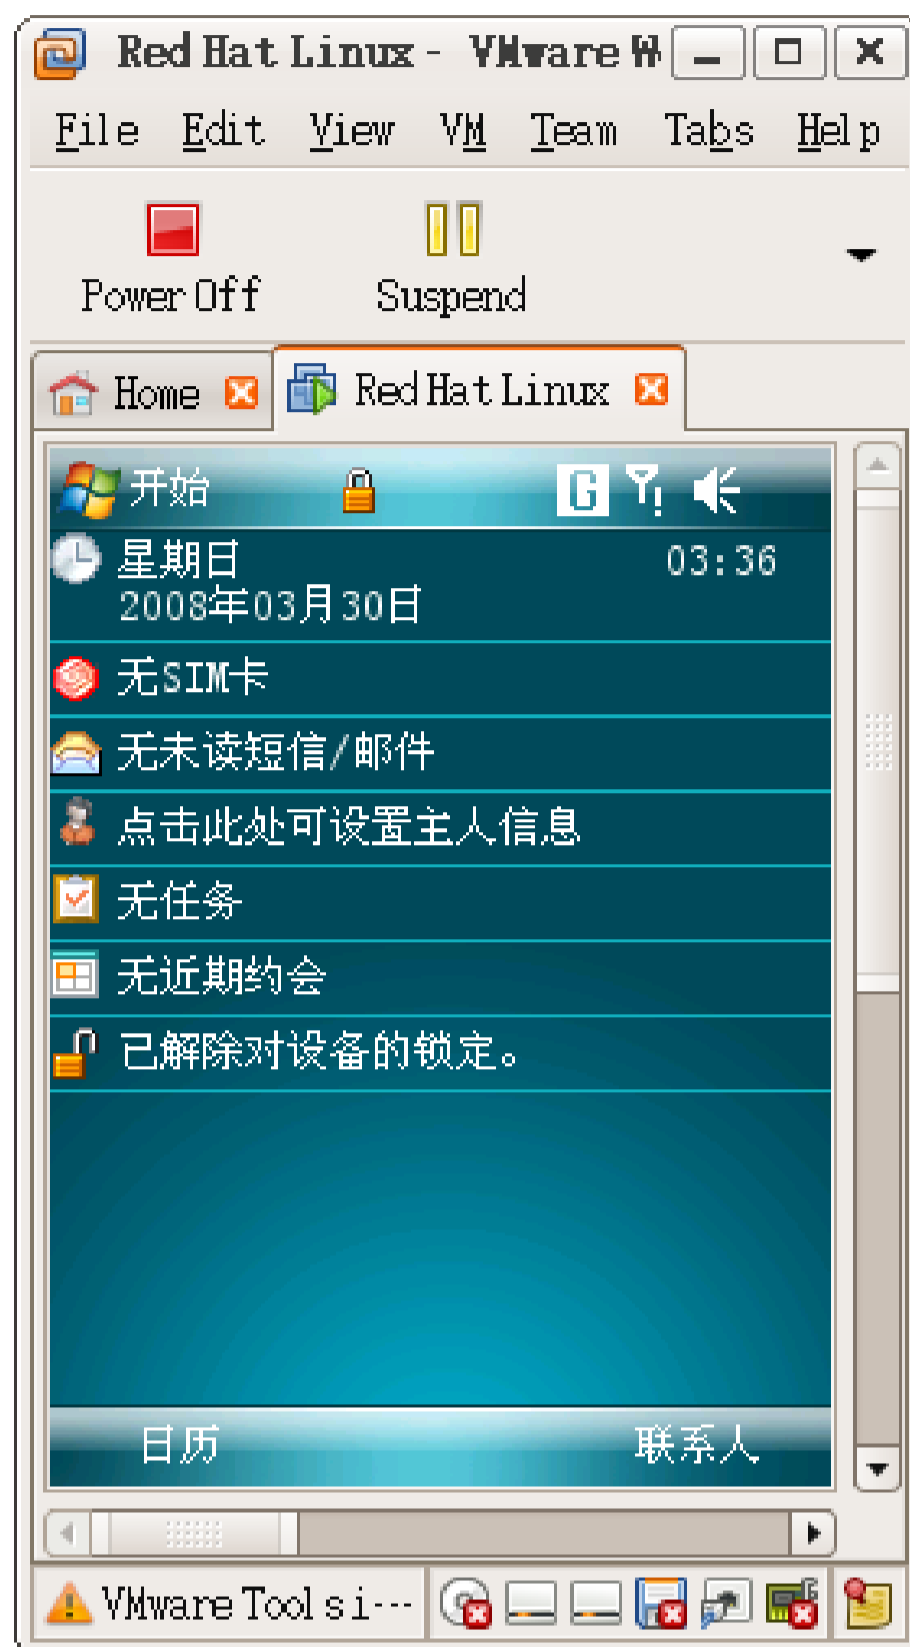 Red Hat Linux - VMware W
File Edit View VM Team Tabs Help
Power Off Suspend
Home Red Hat Linux
开始 G
星期日 03:36
2008年03月30日
无SIM卡
无未读短信/邮件
点击此处可设置主人信息
无任务
无近期约会
已解除对设备的锁定。
日历 联系人
VMware Tools i...